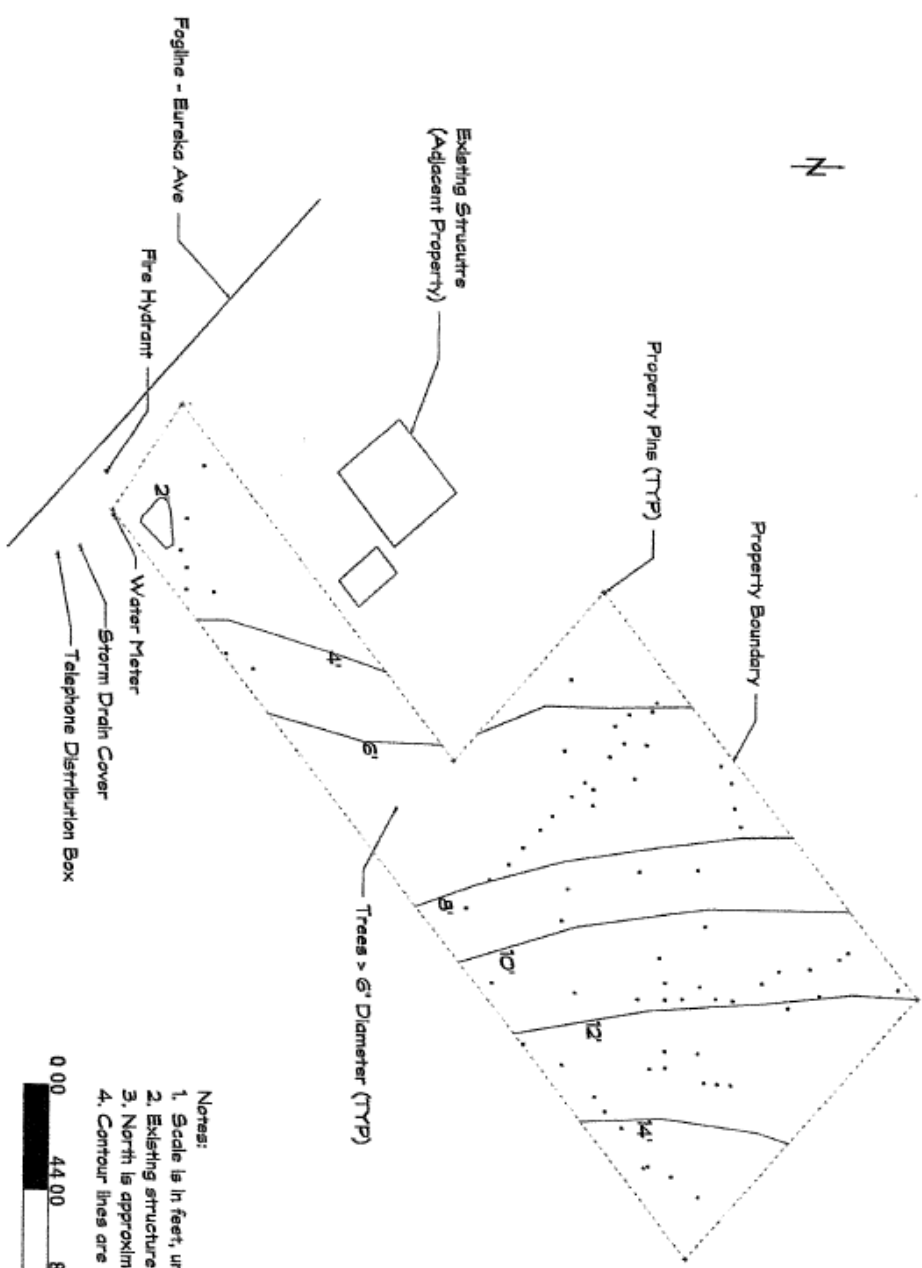 N
Fogline - Eureka Ave
Existing Strucutre
(Adjacent Property)
Fire Hydrant
Property Pins (TYP)
Property Boundary
2'
Water Meter
Storm Drain Cover
Telephone Distribution Box
4'
6'
8'
10'
12'
14'
Trees > 6" Diameter (TYP)
Notes:
1. Scale is in feet, un
2. Existing structure
3. North is approxim
4. Contour lines are
0 00
44 00
8